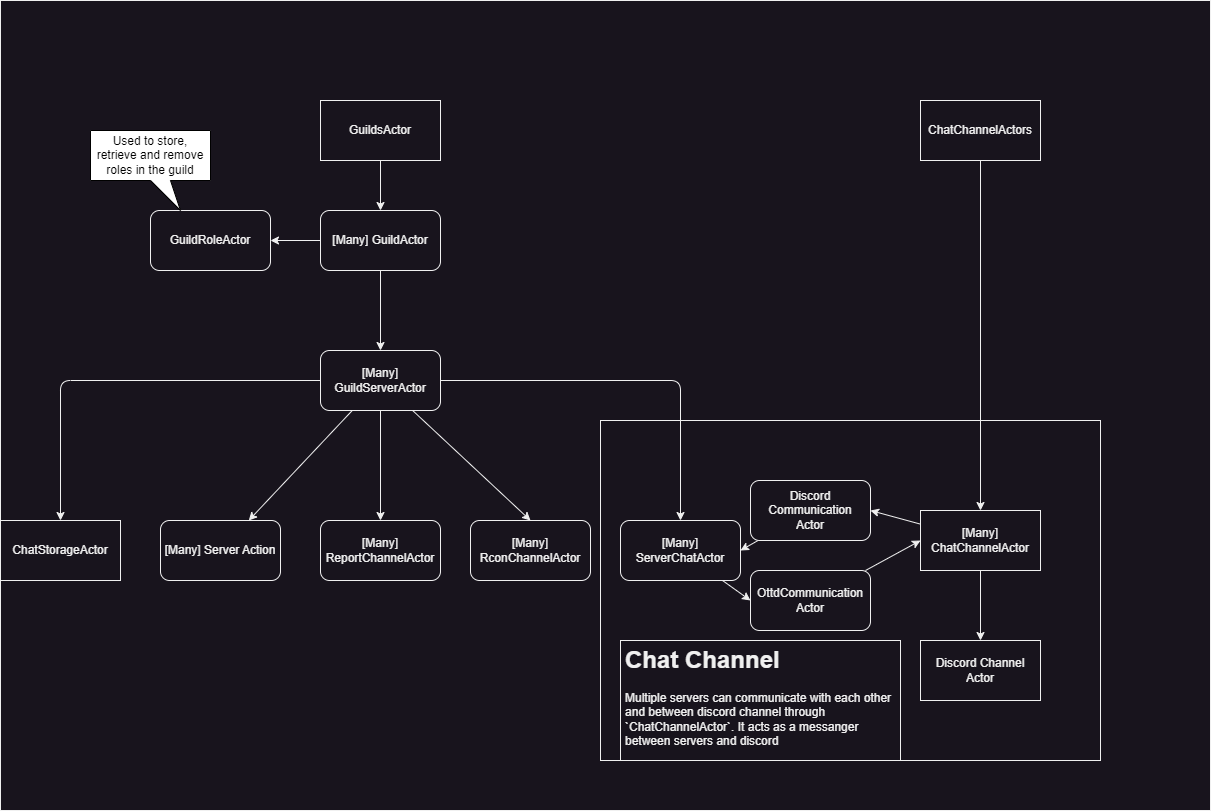 GuildsActor
ChatChannelActors
Used to store,
retrieve and remove
roles in the guild
GuildRoleActor
[Many] GuildActor
[Many]
GuildServerActor
ChatStorageActor
[Many] Server Action
[Many]
ReportChannelActor
[Many]
RconChannelActor
[Many]
ServerChatActor
Discord
Communication
Actor
OttdCommunication
Actor
[Many]
ChatChannelActor
Discord Channel
Actor
Chat Channel
Multiple servers can communicate with each other
and between discord channel through
`ChatChannelActor`. It acts as a messanger
between servers and discord